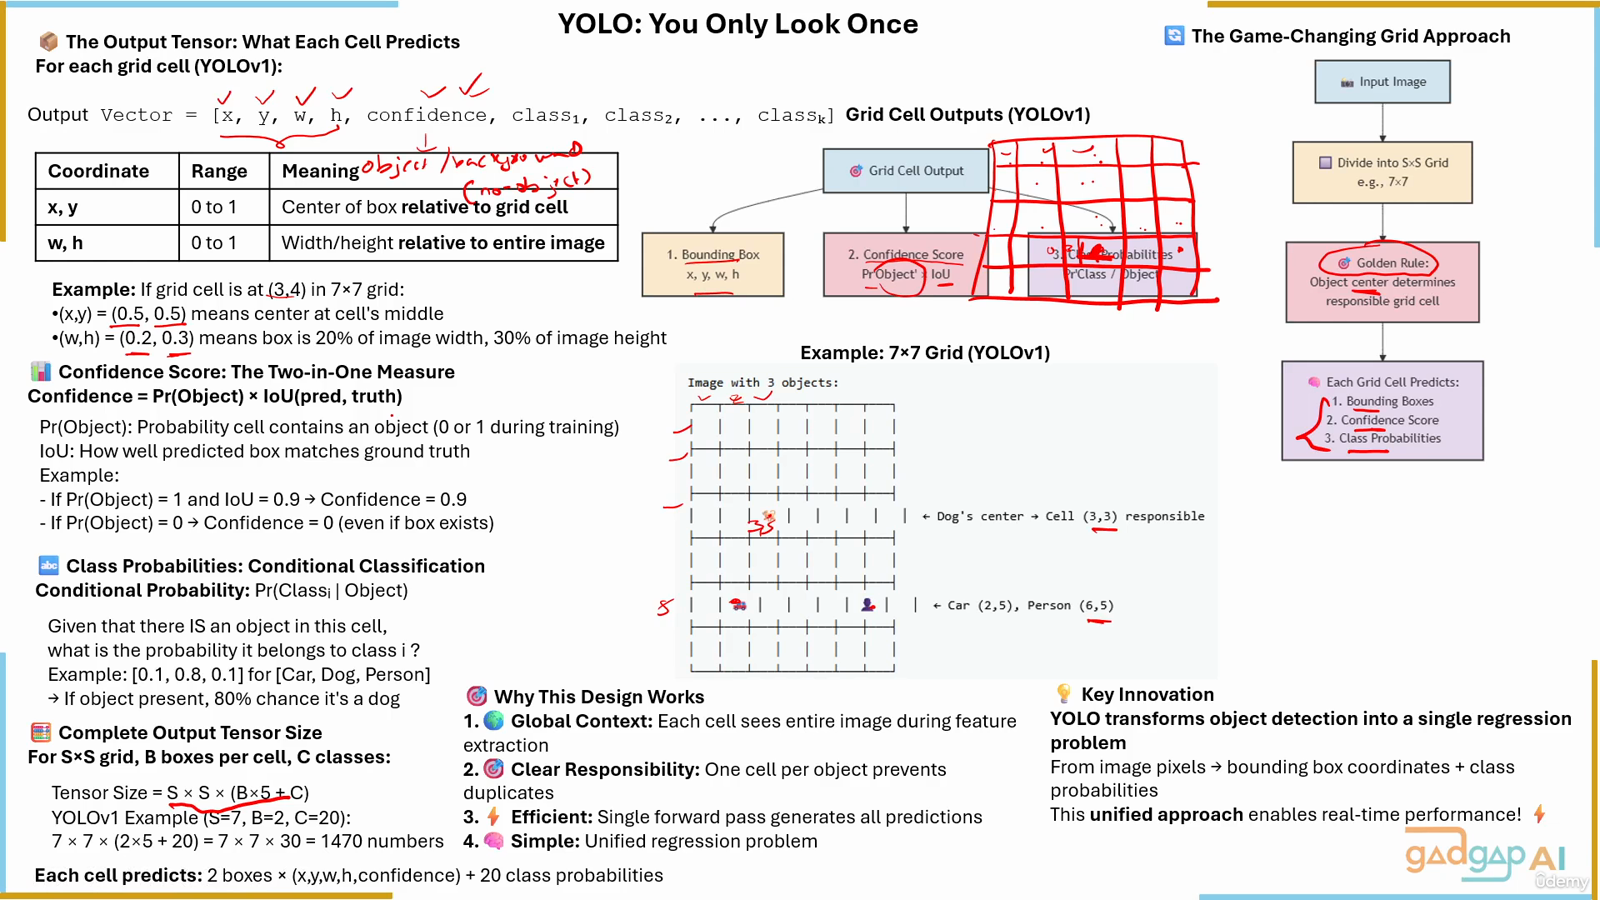 YOLO: You Only Look Once
📦 The Output Tensor: What Each Cell Predicts
For each grid cell (YOLOv1):
Output Vector = [x, y, w, h, confidence, class₁, class₂, ..., classₖ]
object/background
(no-object)
Coordinate Range Meaning
x, y 0 to 1 Center of box relative to grid cell
w, h 0 to 1 Width/height relative to entire image
Example: If grid cell is at (3,4) in 7×7 grid:
•(x,y) = (0.5, 0.5) means center at cell's middle
•(w,h) = (0.2, 0.3) means box is 20% of image width, 30% of image height
📊 Confidence Score: The Two-in-One Measure
Confidence = Pr(Object) × IoU(pred, truth)
Pr(Object): Probability cell contains an object (0 or 1 during training)
IoU: How well predicted box matches ground truth
Example:
- If Pr(Object) = 1 and IoU = 0.9 → Confidence = 0.9
- If Pr(Object) = 0 → Confidence = 0 (even if box exists)
🔤 Class Probabilities: Conditional Classification
Conditional Probability: Pr(Classᵢ | Object)
Given that there IS an object in this cell,
what is the probability it belongs to class i ?
Example: [0.1, 0.8, 0.1] for [Car, Dog, Person]
→ If object present, 80% chance it's a dog
🧮 Complete Output Tensor Size
For S×S grid, B boxes per cell, C classes:
Tensor Size = S × S × (B×5 + C)
YOLOv1 Example (S=7, B=2, C=20):
7 × 7 × (2×5 + 20) = 7 × 7 × 30 = 1470 numbers
Each cell predicts: 2 boxes × (x,y,w,h,confidence) + 20 class probabilities
Grid Cell Outputs (YOLOv1)
🎯 Grid Cell Output
1. Bounding Box
x, y, w, h
2. Confidence Score
Pr'Object' × IoU
3. Class Probabilities
Pr'Class / Object'
Example: 7×7 Grid (YOLOv1)
Image with 3 objects:
3,3
← Dog's center → Cell (3,3) responsible
5
← Car (2,5), Person (6,5)
🎯 Why This Design Works
1. 🌍 Global Context: Each cell sees entire image during feature
extraction
2. 🎯 Clear Responsibility: One cell per object prevents
duplicates
3. ⚡ Efficient: Single forward pass generates all predictions
4. 🧠 Simple: Unified regression problem
🔄 The Game-Changing Grid Approach
📷 Input Image
Divide into S×S Grid
e.g., 7×7
🎯 Golden Rule:
Object center determines
responsible grid cell
🧠 Each Grid Cell Predicts:
1. Bounding Boxes
2. Confidence Score
3. Class Probabilities
💡 Key Innovation
YOLO transforms object detection into a single regression
problem
From image pixels → bounding box coordinates + class
probabilities
This unified approach enables real-time performance! ⚡
gadgap AI
ûdemy